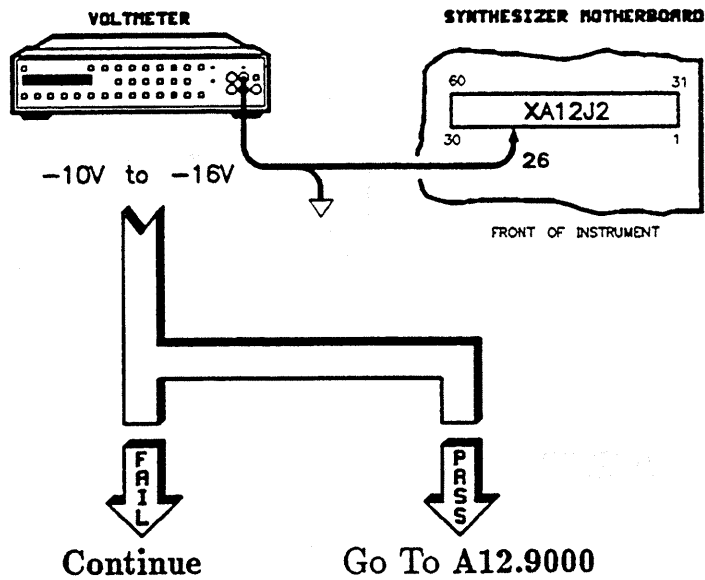 VOLTMETER
SYNTHESIZER MOTHERBOARD
60 31
XA12J2
30 1
26
-10V to -16V
FRONT OF INSTRUMENT
FAIL
PASS
Continue
Go To A12.9000